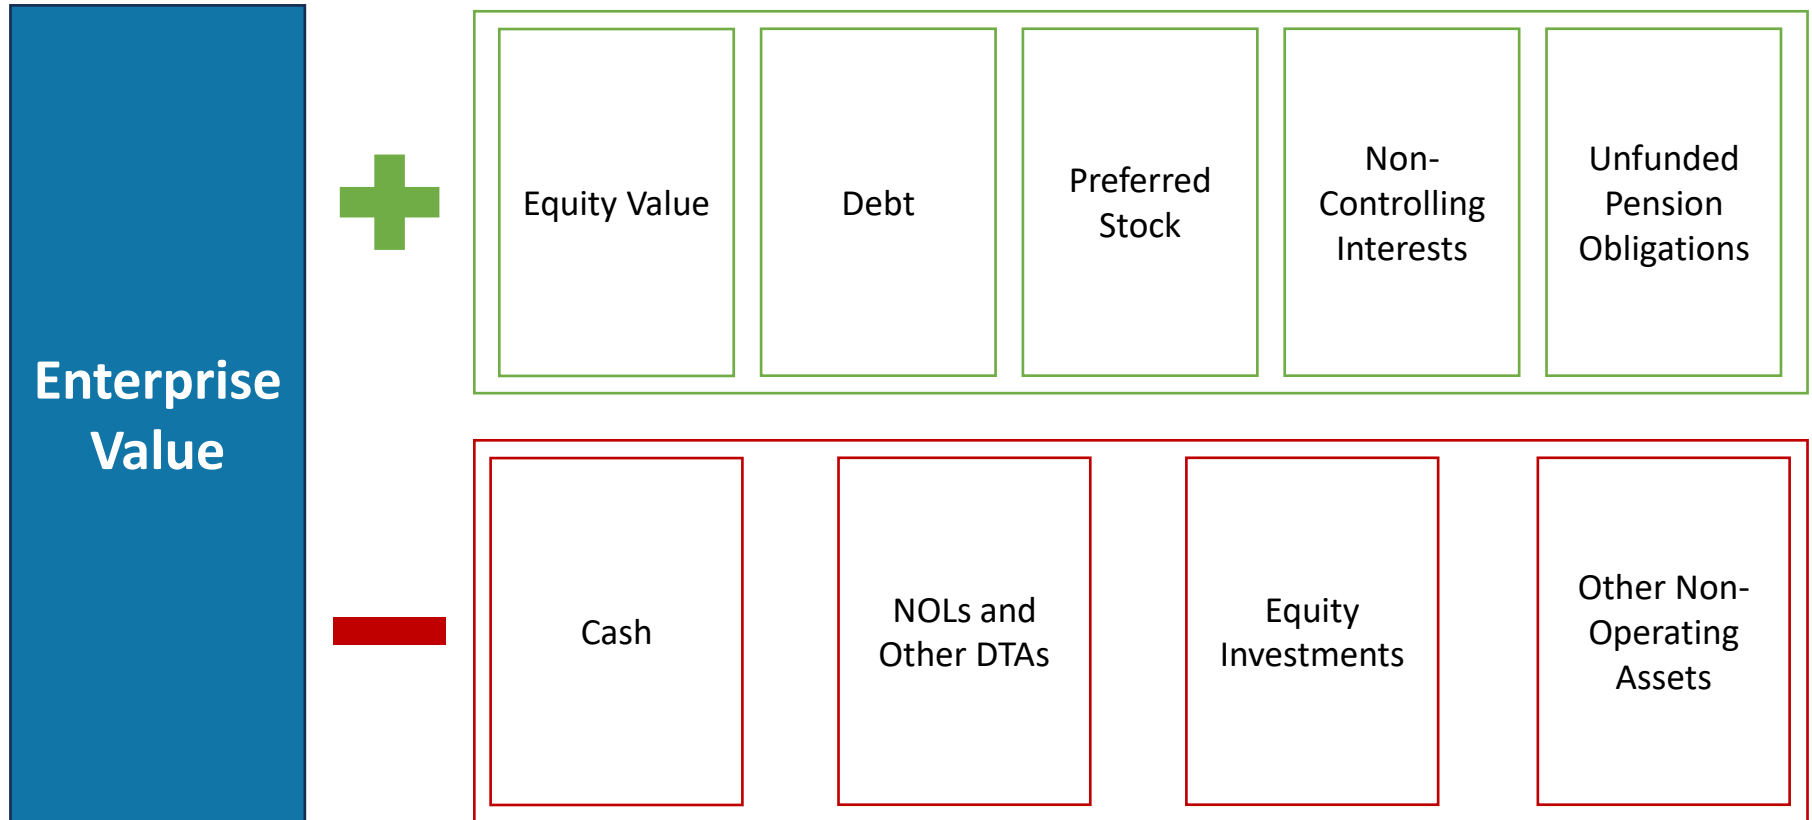 Enterprise
Value
Equity Value
Debt
Preferred
Stock
Non-
Controlling
Interests
Unfunded
Pension
Obligations
Cash
NOLs and
Other DTAs
Equity
Investments
Other Non-
Operating
Assets